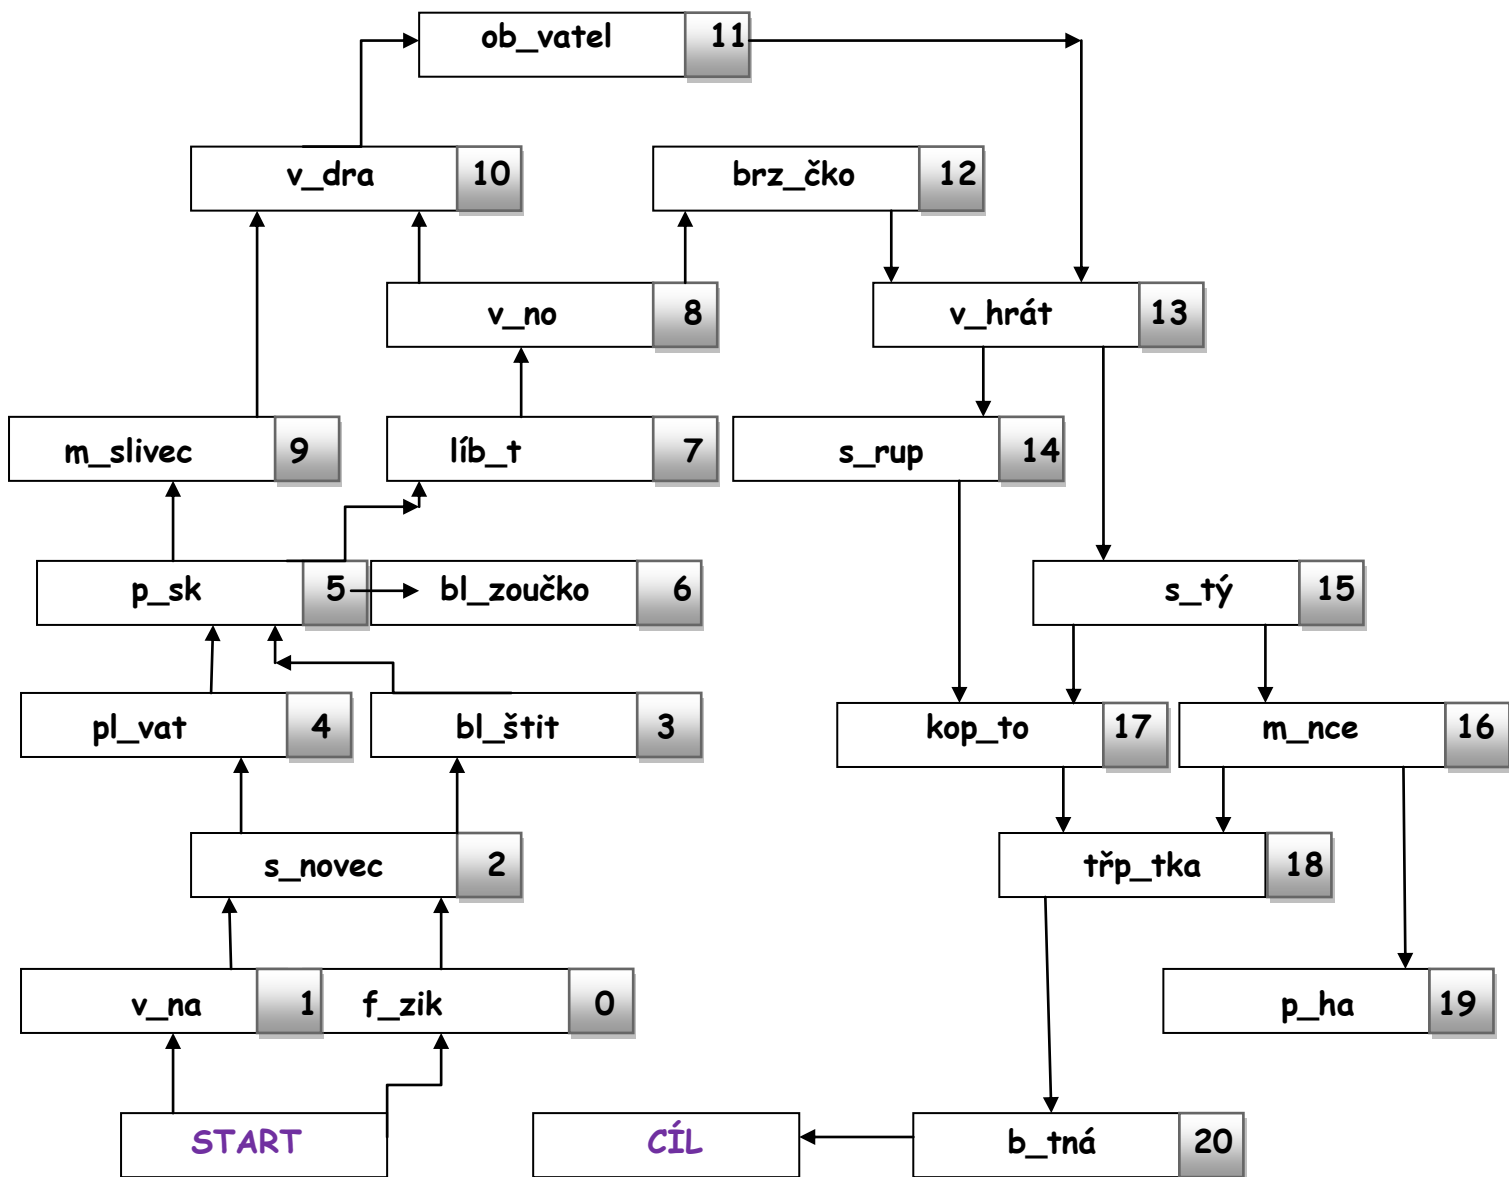 ob_vatel 11
v_dra 10 brz_čko 12
v_no 8 v_hrát 13
m_slivec 9 líb_t 7 s_rup 14
p_sk 5 bl_zoučko 6 s_tý 15
pl_vat 4 bl_štit 3 kop_to 17 m_nce 16
s_novec 2 třp_tka 18
v_na 1 f_zik 0 p_ha 19
START CÍL b_tná 20